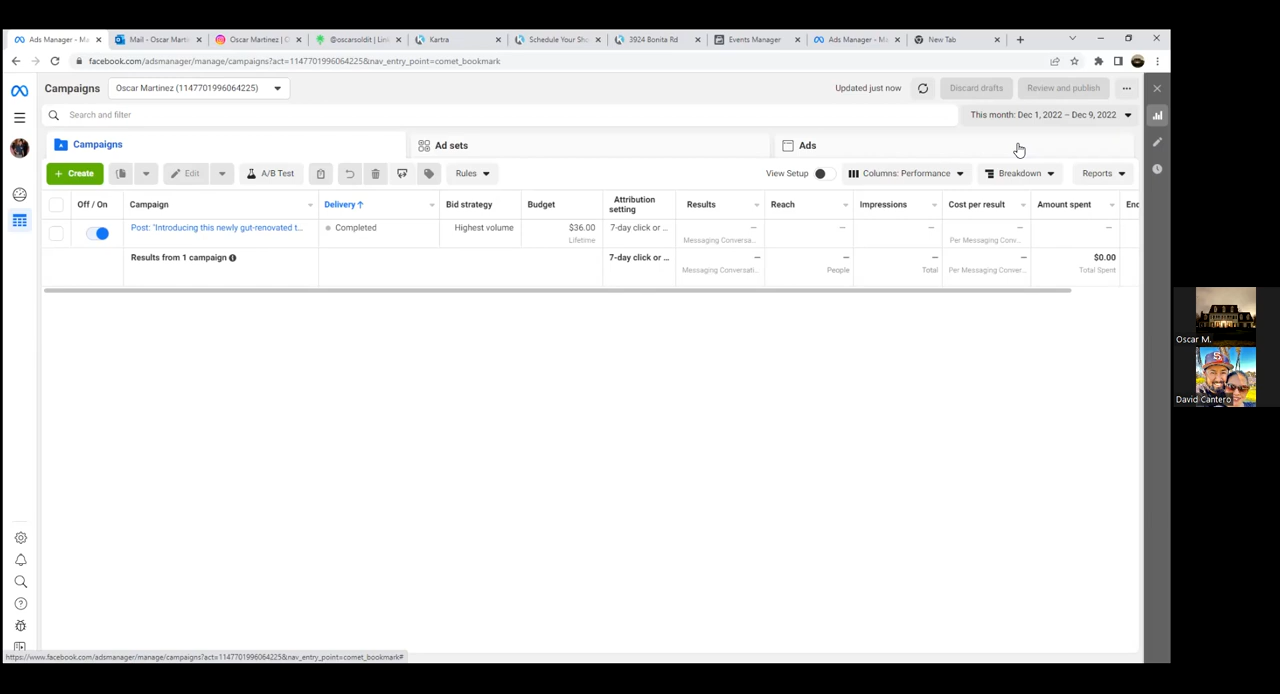 Ads Manager - Ma
Mail - Oscar Marti
Oscar Martinez | O
@oscarsoldit | Link
Kartra
Schedule Your Sho
3924 Bonita Rd
Events Manager
Ads Manager - Ma
New Tab
facebook.com/adsmanager/manage/campaigns?act=1147701996064225&nav_entry_point=comet_bookmark
Campaigns
Oscar Martinez (1147701996064225)
Updated just now
Discard drafts
Review and publish
Search and filter
This month: Dec 1, 2022 – Dec 9, 2022
Campaigns
Ad sets
Ads
+ Create
Edit
A/B Test
Rules
View Setup
Columns: Performance
Breakdown
Reports
Off / On
Campaign
Delivery ↑
Bid strategy
Budget
Attribution
setting
Results
Reach
Impressions
Cost per result
Amount spent
Enc
Post: "Introducing this newly gut-renovated t...
Completed
Highest volume
$36.00
Lifetime
7-day click or ...
—
Messaging Conversa...
—
—
—
Per Messaging Conv...
—
Results from 1 campaign
7-day click or ...
—
Messaging Conversati...
—
People
—
Total
—
Per Messaging Conver...
$0.00
Total Spent
Oscar M.
David Cantero
https://www.facebook.com/adsmanager/manage/campaigns?act=1147701996064225&nav_entry_point=comet_bookmark#